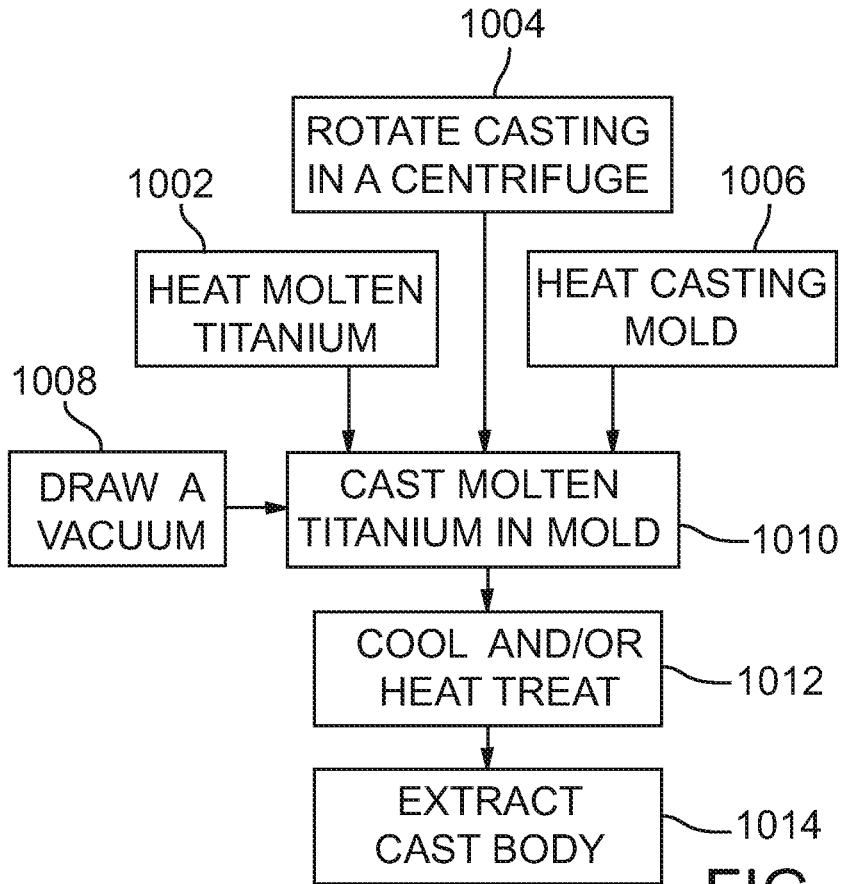 1004
ROTATE CASTING
IN A CENTRIFUGE
1002
1006
HEAT MOLTEN
TITANIUM
HEAT CASTING
MOLD
1008
DRAW A
VACUUM
CAST MOLTEN
TITANIUM IN MOLD
1010
COOL AND/OR
HEAT TREAT
1012
EXTRACT
CAST BODY
1014
FIG